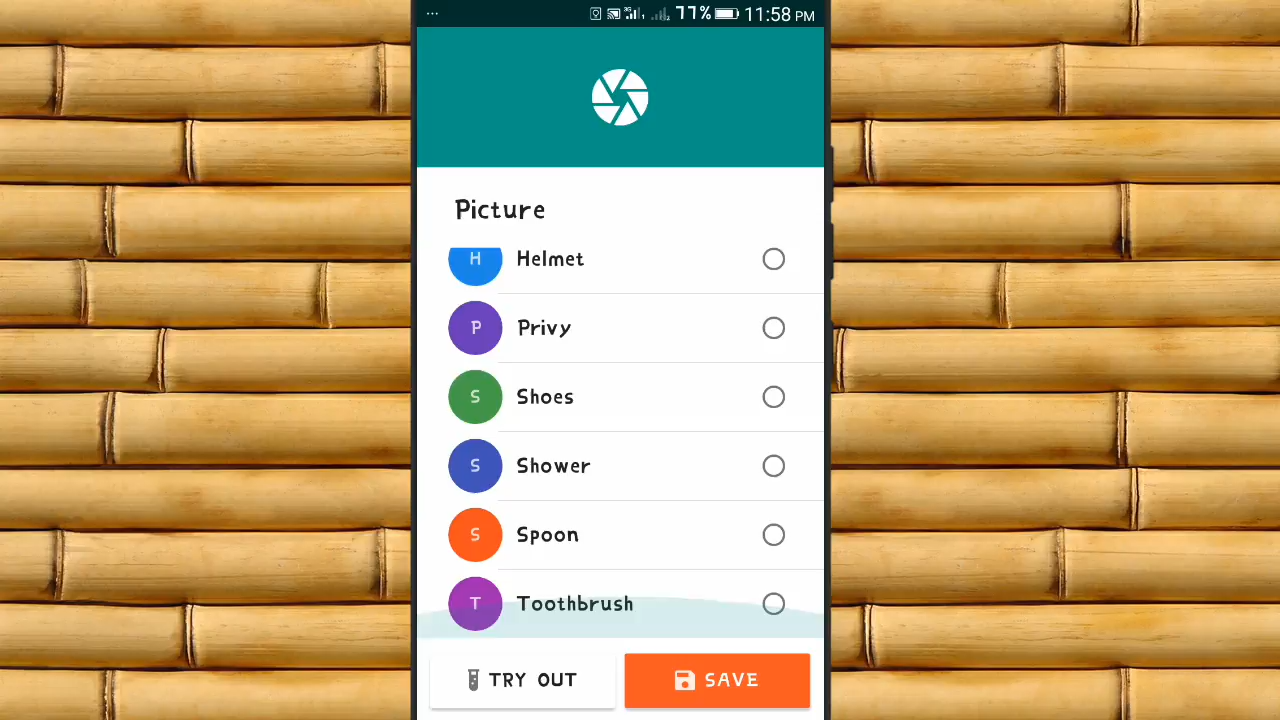 77% 11:58 PM
Picture
H Helmet
P Privy
S Shoes
S Shower
S Spoon
T Toothbrush
TRY OUT SAVE